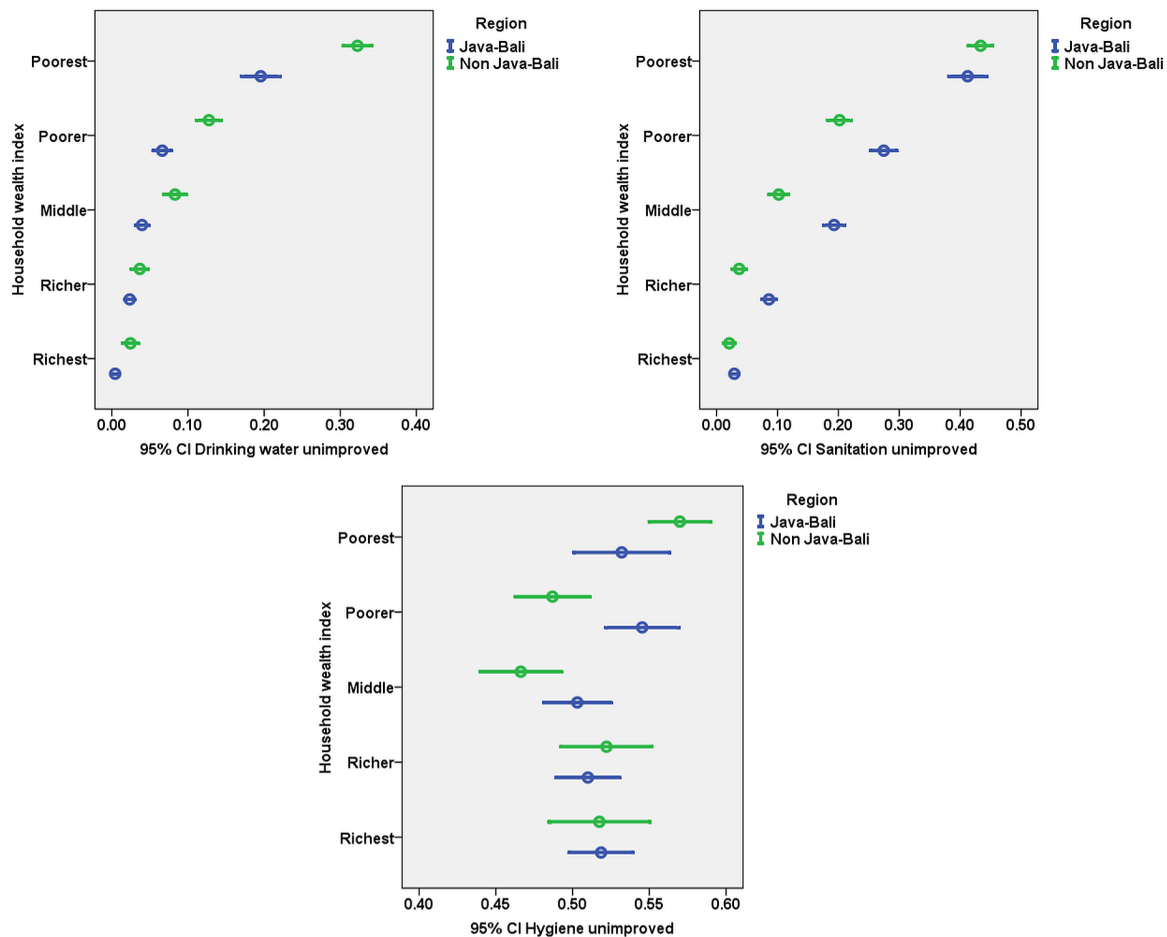 Region
Java-Bali
Non Java-Bali
Household wealth index
Poorest
Poorer
Middle
Richer
Richest
0.00 0.10 0.20 0.30 0.40
95% CI Drinking water unimproved
Region
Java-Bali
Non Java-Bali
Household wealth index
Poorest
Poorer
Middle
Richer
Richest
0.00 0.10 0.20 0.30 0.40 0.50
95% CI Sanitation unimproved
Region
Java-Bali
Non Java-Bali
Household wealth index
Poorest
Poorer
Middle
Richer
Richest
0.40 0.45 0.50 0.55 0.60
95% CI Hygiene unimproved